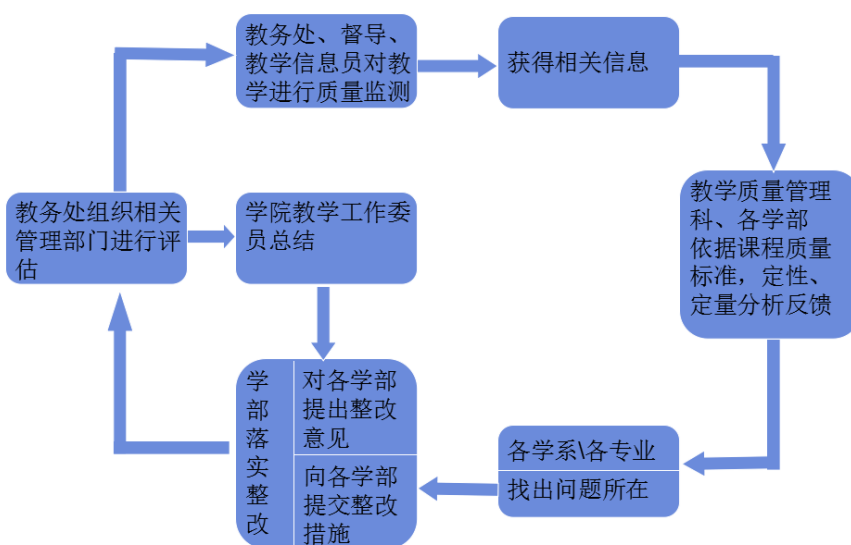 教务处、督导、
教学信息员对教
学进行质量监测
获得相关信息
教务处组织相关
管理部门进行评
估
学院教学工作委
员总结
教学质量管理
科、各学部
依据课程质量
标准，定性、
定量分析反馈
学
部
落
实
整
改
对各学部
提出整改
意见
向各学部
提交整改
措施
各学系\各专业
找出问题所在